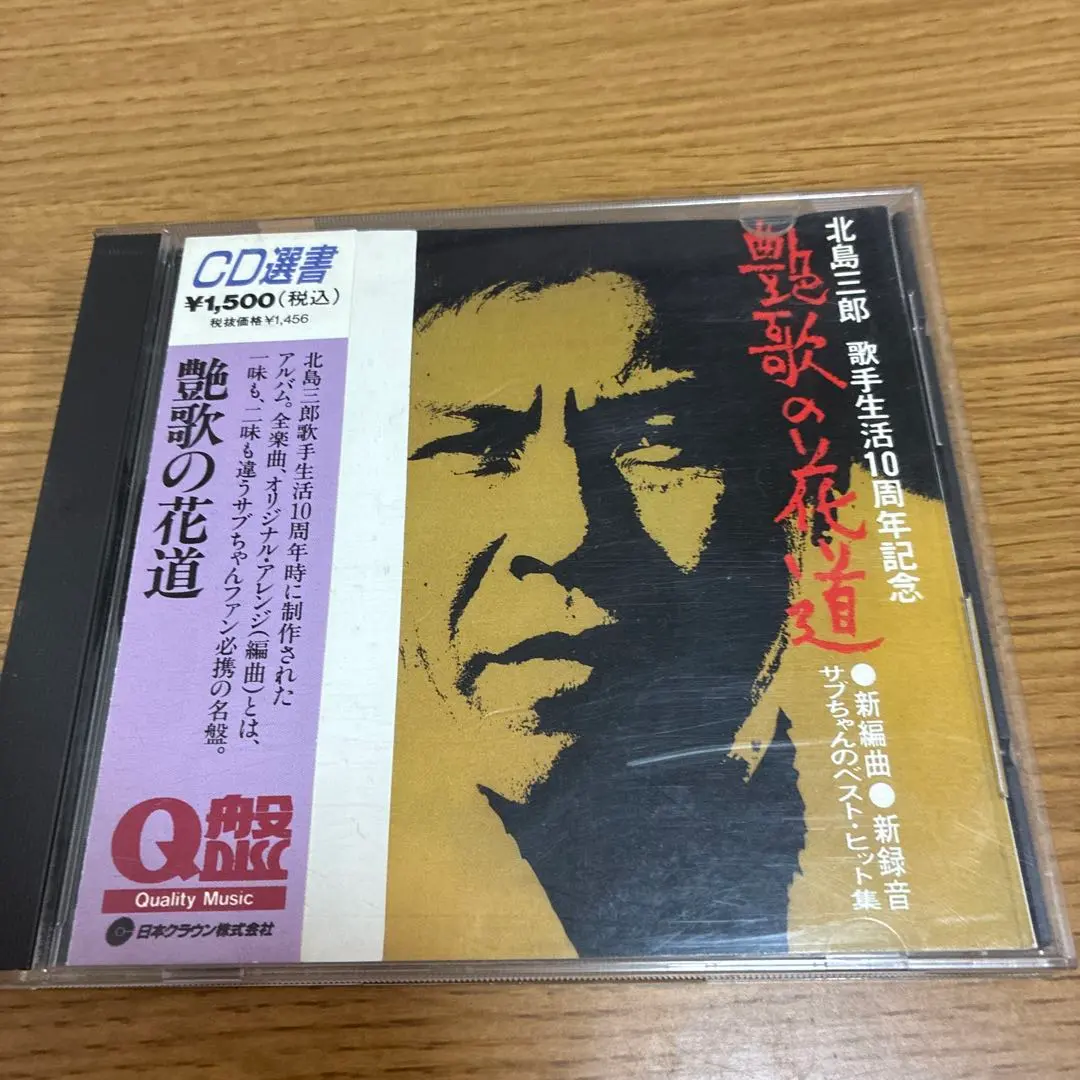 CD選書
¥1,500(税込)
税抜価格¥1,456
艶歌の花道
北島三郎歌手生活10周年時に制作された
アルバム。全楽曲、オリジナル・アレンジ(編曲)とは、
一味も、二味も違うサブちゃんファン必携の名盤。
Q盤
DISC
Quality Music
日本クラウン株式会社
北島三郎 歌手生活10周年記念
艶歌の花道
●新編曲●新録音
サブちゃんのベスト・ヒット集